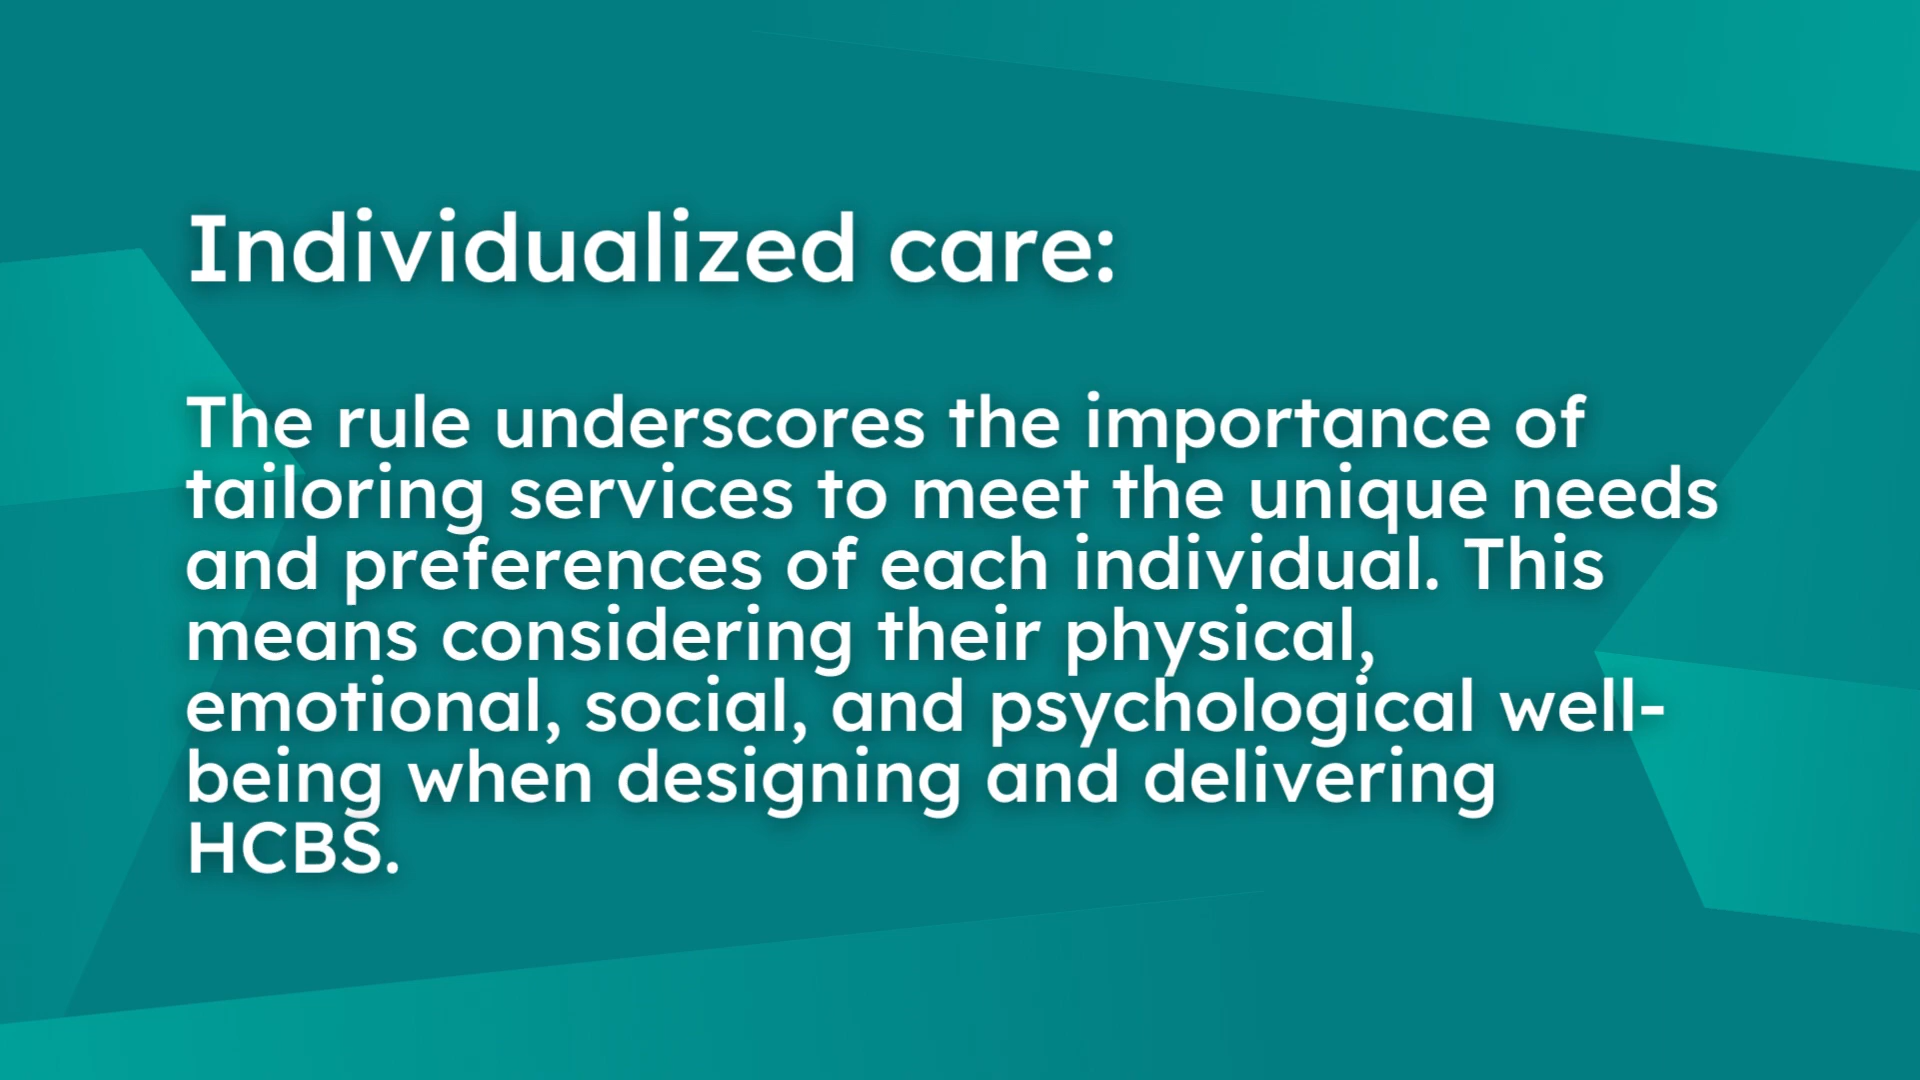 Individualized care:
The rule underscores the importance of
tailoring services to meet the unique needs
and preferences of each individual. This
means considering their physical,
emotional, social, and psychological well-
being when designing and delivering
HCBS.